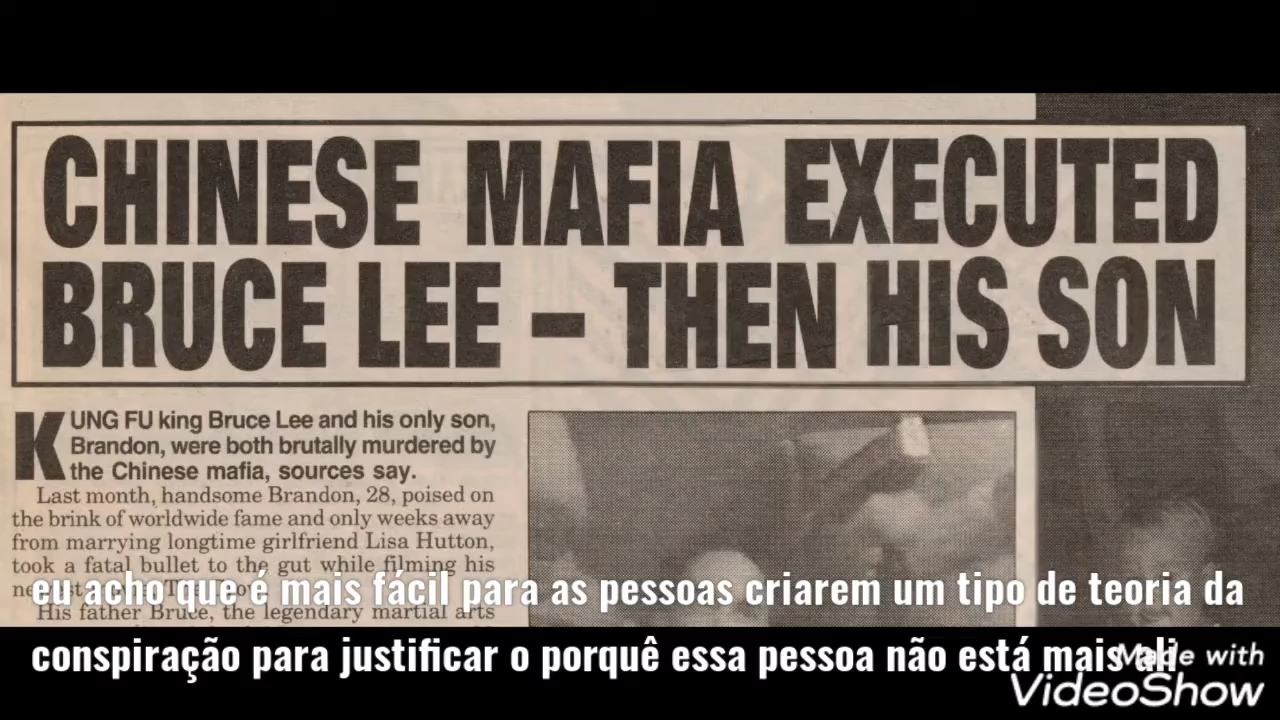 CHINESE MAFIA EXECUTED
BRUCE LEE – THEN HIS SON
KUNG FU king Bruce Lee and his only son,
Brandon, were both brutally murdered by
the Chinese mafia, sources say.
Last month, handsome Brandon, 28, poised on
the brink of worldwide fame and only weeks away
from marrying longtime girlfriend Lisa Hutton,
took a fatal bullet to the gut while filming his
His father Bruce, the legendary martial arts
eu acho que é mais fácil para as pessoas criarem um tipo de teoria da
conspiração para justificar o porquê essa pessoa não está mais ali
Made with
VideoShow